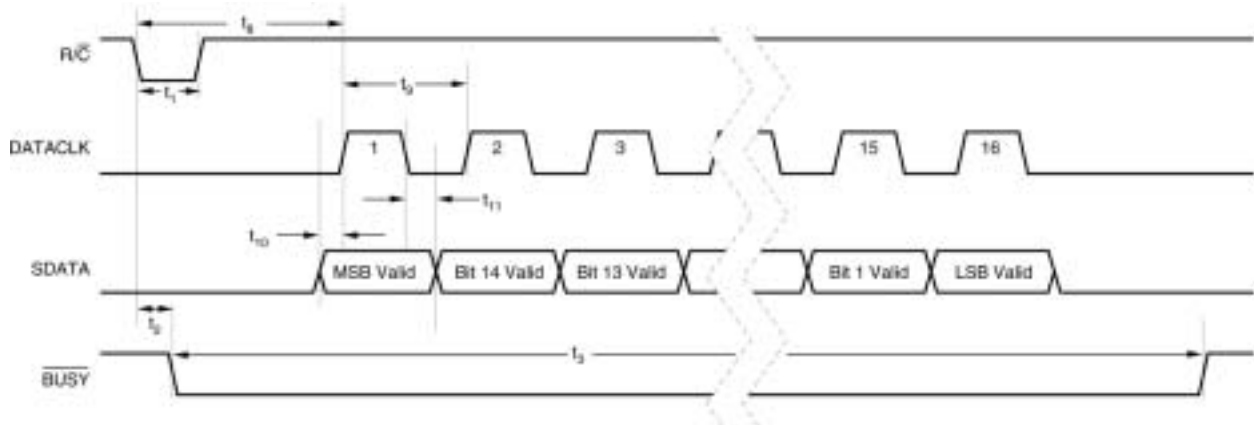 t8
R/C̅
t1
t9
DATACLK
1
2
3
15
16
t11
t10
SDATA
MSB Valid
Bit 14 Valid
Bit 13 Valid
Bit 1 Valid
LSB Valid
t2
t3
B̅U̅S̅Y̅